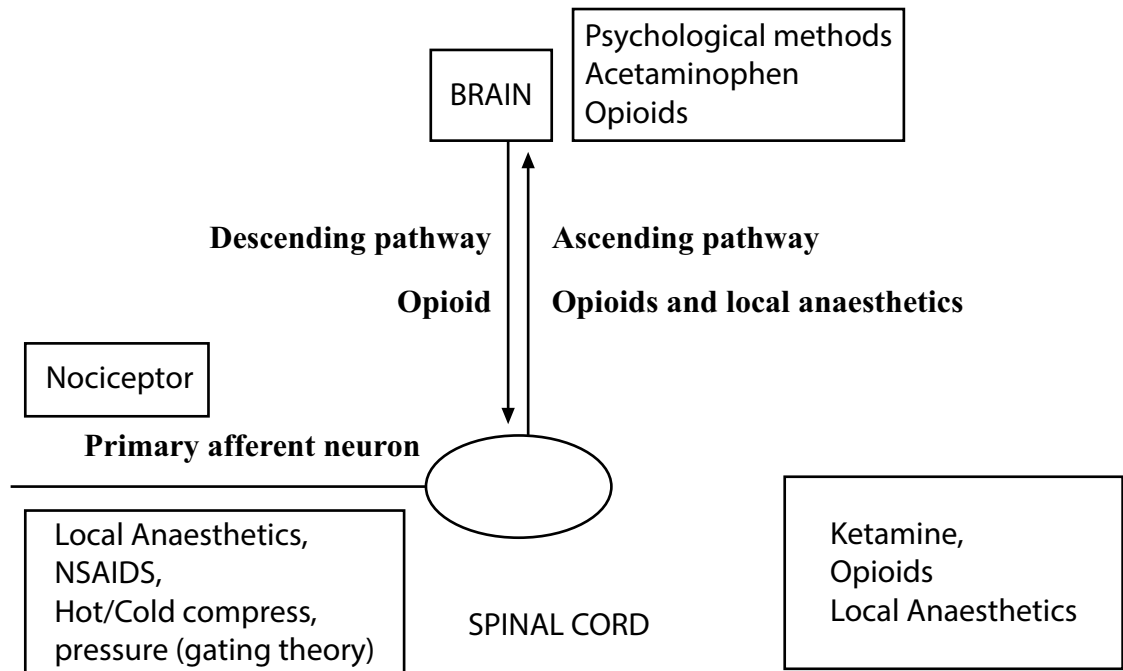 Psychological methods
Acetaminophen
Opioids
BRAIN
Descending pathway
Ascending pathway
Opioid
Opioids and local anaesthetics
Nociceptor
Primary afferent neuron
Local Anaesthetics,
NSAIDS,
Hot/Cold compress,
pressure (gating theory)
SPINAL CORD
Ketamine,
Opioids
Local Anaesthetics